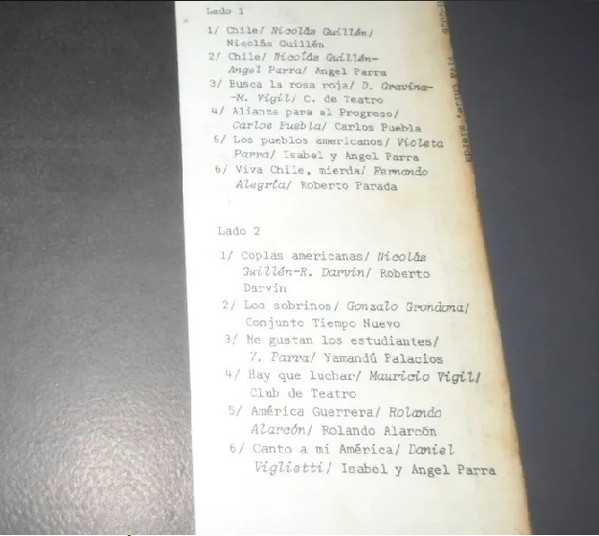 Lado 1
1/ Chile/ Nicolás Guillén/
Nicolás Guillén
2/ Chile/ Nicolás Guillén-
Angel Parra/ Angel Parra
3/ Busca la rosa roja/ D. Gravina-
-M. Vigil/ C. de Teatro
4/ Alianza para el Progreso/
Carlos Puebla/ Carlos Puebla
5/ Los pueblos americanos/ Violeta
Parra/ Isabel y Angel Parra
6/ Viva Chile, mierda/ Fernando
Alegría/ Roberto Parada
Lado 2
1/ Coplas americanas/ Nicolás
Guillén-R. Darvin/ Roberto
Darvin
2/ Los sobrinos/ Gonzalo Grondona/
Conjunto Tiempo Nuevo
3/ Me gustan los estudiantes/
V. Parra/ Yamandú Palacios
4/ Hay que luchar/ Mauricio Vigil/
Club de Teatro
5/ América Guerrera/ Rolando
Alarcón/ Rolando Alarcón
6/ Canto a mi América/ Daniel
Viglietti/ Isabel y Angel Parra